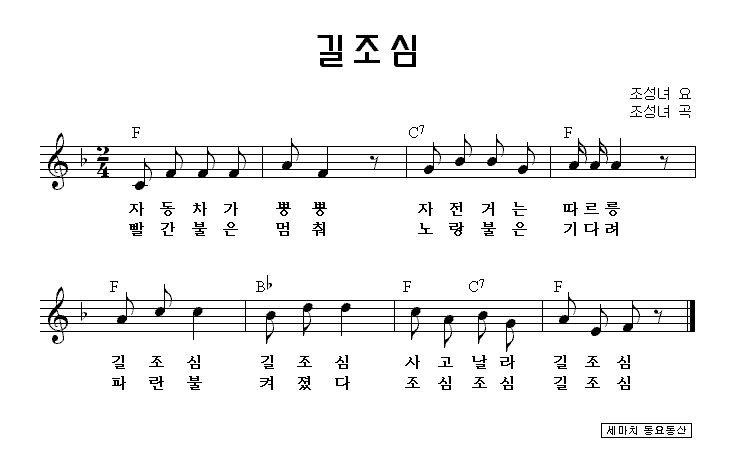 길조심
조성녀 요
조성녀 곡
F C7 F
2/4
자동차가 뿡뿡 자전거는 따르릉
빨간불은 멈춰 노랑불은 기다려
F B♭ F C7 F
길조심 길조심 사고날라 길조심
파란불 켜졌다 조심조심 길조심
세마치 동요동산